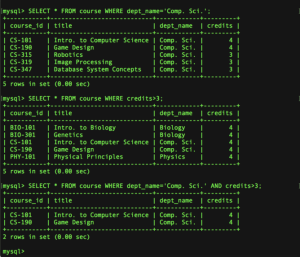 mysql> SELECT * FROM course WHERE dept_name='Comp. Sci.';
+-----------+----------------------------+------------+---------+
| course_id | title                      | dept_name  | credits |
+-----------+----------------------------+------------+---------+
| CS-101    | Intro. to Computer Science | Comp. Sci. |       4 |
| CS-190    | Game Design                | Comp. Sci. |       4 |
| CS-315    | Robotics                   | Comp. Sci. |       3 |
| CS-319    | Image Processing           | Comp. Sci. |       3 |
| CS-347    | Database System Concepts   | Comp. Sci. |       3 |
+-----------+----------------------------+------------+---------+
5 rows in set (0.00 sec)
mysql> SELECT * FROM course WHERE credits>3;
+-----------+----------------------------+------------+---------+
| course_id | title                      | dept_name  | credits |
+-----------+----------------------------+------------+---------+
| BIO-101   | Intro. to Biology          | Biology    |       4 |
| BIO-301   | Genetics                   | Biology    |       4 |
| CS-101    | Intro. to Computer Science | Comp. Sci. |       4 |
| CS-190    | Game Design                | Comp. Sci. |       4 |
| PHY-101   | Physical Principles        | Physics    |       4 |
+-----------+----------------------------+------------+---------+
5 rows in set (0.00 sec)
mysql> SELECT * FROM course WHERE dept_name='Comp. Sci.' AND credits>3;
+-----------+----------------------------+------------+---------+
| course_id | title                      | dept_name  | credits |
+-----------+----------------------------+------------+---------+
| CS-101    | Intro. to Computer Science | Comp. Sci. |       4 |
| CS-190    | Game Design                | Comp. Sci. |       4 |
+-----------+----------------------------+------------+---------+
2 rows in set (0.00 sec)
mysql>